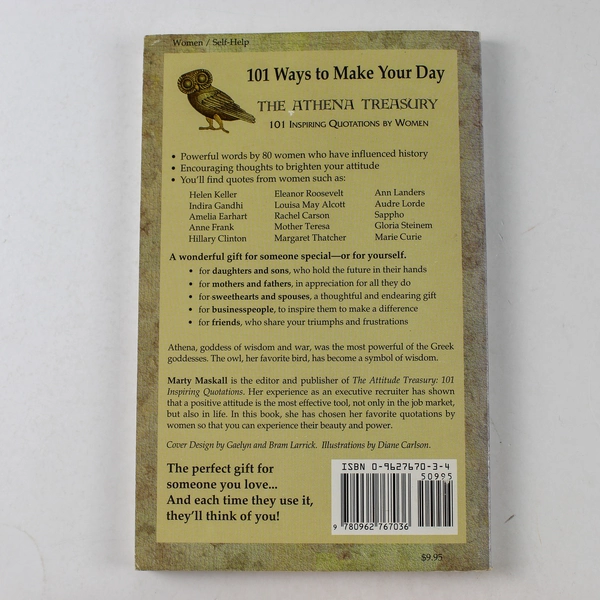 Women / Self-Help
101 Ways to Make Your Day
THE ATHENA TREASURY
101 INSPIRING QUOTATIONS BY WOMEN
• Powerful words by 80 women who have influenced history
• Encouraging thoughts to brighten your attitude
• You'll find quotes from women such as:
Helen Keller Eleanor Roosevelt Ann Landers
Indira Gandhi Louisa May Alcott Audre Lorde
Amelia Earhart Rachel Carson Sappho
Anne Frank Mother Teresa Gloria Steinem
Hillary Clinton Margaret Thatcher Marie Curie
A wonderful gift for someone special—or for yourself.
• for daughters and sons, who hold the future in their hands
• for mothers and fathers, in appreciation for all they do
• for sweethearts and spouses, a thoughtful and endearing gift
• for businesspeople, to inspire them to make a difference
• for friends, who share your triumphs and frustrations
Athena, goddess of wisdom and war, was the most powerful of the Greek
goddesses. The owl, her favorite bird, has become a symbol of wisdom.
Marty Maskall is the editor and publisher of The Attitude Treasury: 101
Inspiring Quotations. Her experience as an executive recruiter has shown
that a positive attitude is the most effective tool, not only in the job market,
but also in life. In this book, she has chosen her favorite quotations by
women so that you can experience their beauty and power.
Cover Design by Gaelyn and Bram Larrick. Illustrations by Diane Carlson.
The perfect gift for
someone you love...
And each time they use it,
they'll think of you!
ISBN 0-9627670-3-4
50995
9 780962 767036
$9.95